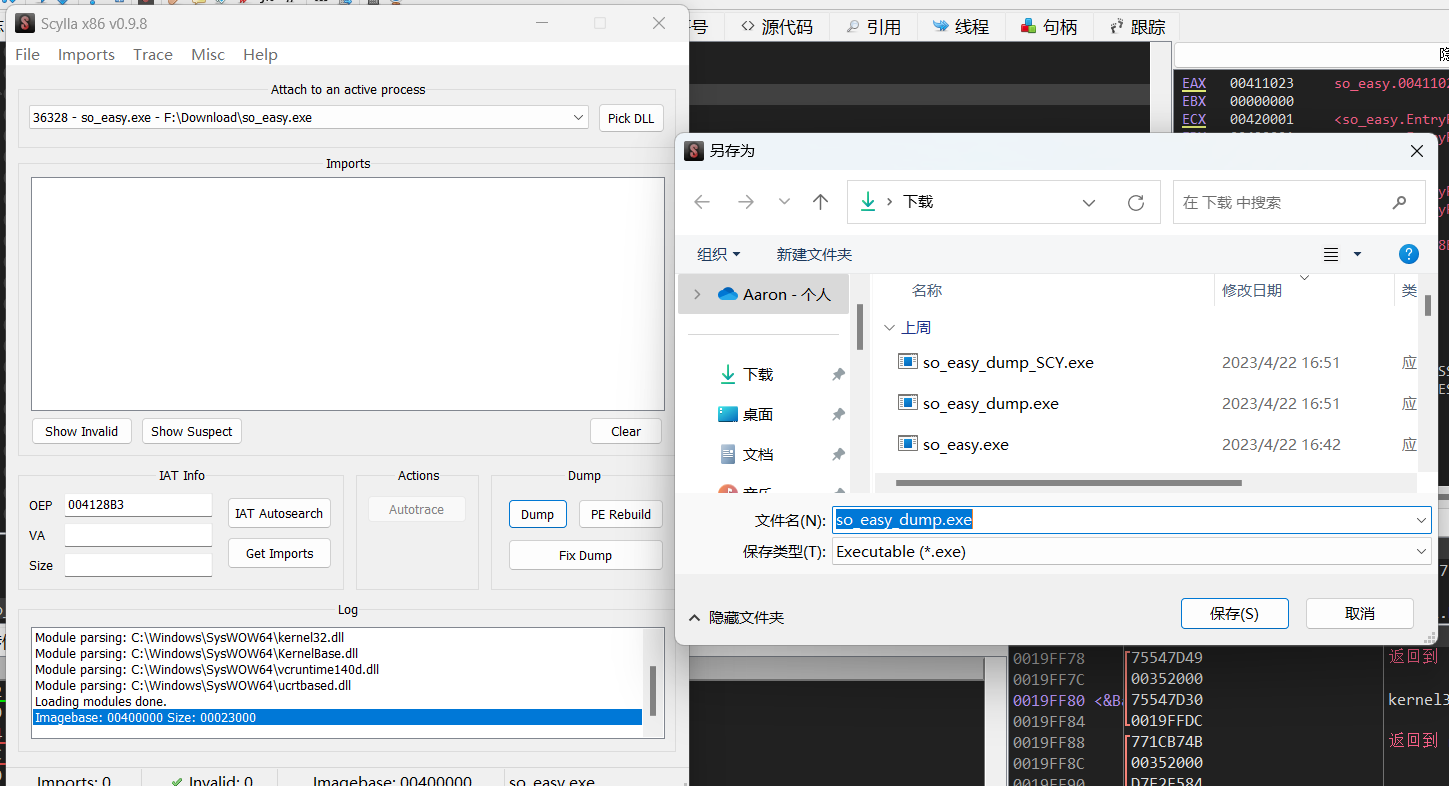 Scylla x86 v0.9.8
File Imports Trace Misc Help
Attach to an active process
36328 - so_easy.exe - F:\Download\so_easy.exe
Pick DLL
Imports
Show Invalid Show Suspect Clear
IAT Info
OEP 004128B3
VA
Size
IAT Autosearch
Get Imports
Actions
Autotrace
Dump
Dump PE Rebuild
Fix Dump
Log
Module parsing: C:\Windows\SysWOW64\kernel32.dll
Module parsing: C:\Windows\SysWOW64\KernelBase.dll
Module parsing: C:\Windows\SysWOW64\vcruntime140d.dll
Module parsing: C:\Windows\SysWOW64\ucrtbased.dll
Loading modules done.
Imagebase: 00400000 Size: 00023000
Imports: 0 Invalid: 0 Imagebase: 00400000 so_easy.exe
号 源代码 引用 线程 句柄 跟踪
EAX 00411023 so_easy.0041102
EBX 00000000
ECX 00420001 <so_easy.EntryP
另存为
下载
在 下载 中搜索
组织 新建文件夹
Aaron - 个人
下载
桌面
文档
音乐
名称 修改日期 类
上周
so_easy_dump_SCY.exe 2023/4/22 16:51 应
so_easy_dump.exe 2023/4/22 16:51 应
so_easy.exe 2023/4/22 16:42 应
文件名(N): so_easy_dump.exe
保存类型(T): Executable (*.exe)
隐藏文件夹
保存(S) 取消
0019FF78 75547D49 返回到
0019FF7C 00352000
0019FF80 <&Ba 75547D30 kernel3
0019FF84 0019FFDC
0019FF88 771CB74B 返回到
0019FF8C 00352000
0019FF90 D7F2F584